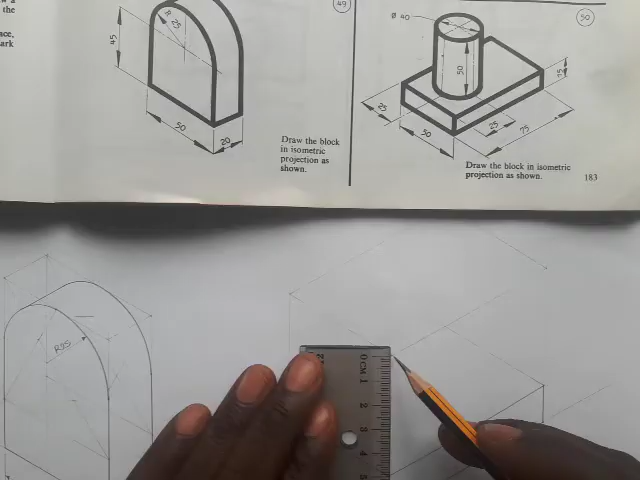 the
ace,
ark
49
R 25
45
50
20
Draw the block
in isometric
projection as
shown.
50
Ø 40
50
15
25
50
25
75
Draw the block in isometric
projection as shown.
183
R25
0CM 1
2
3
4
5